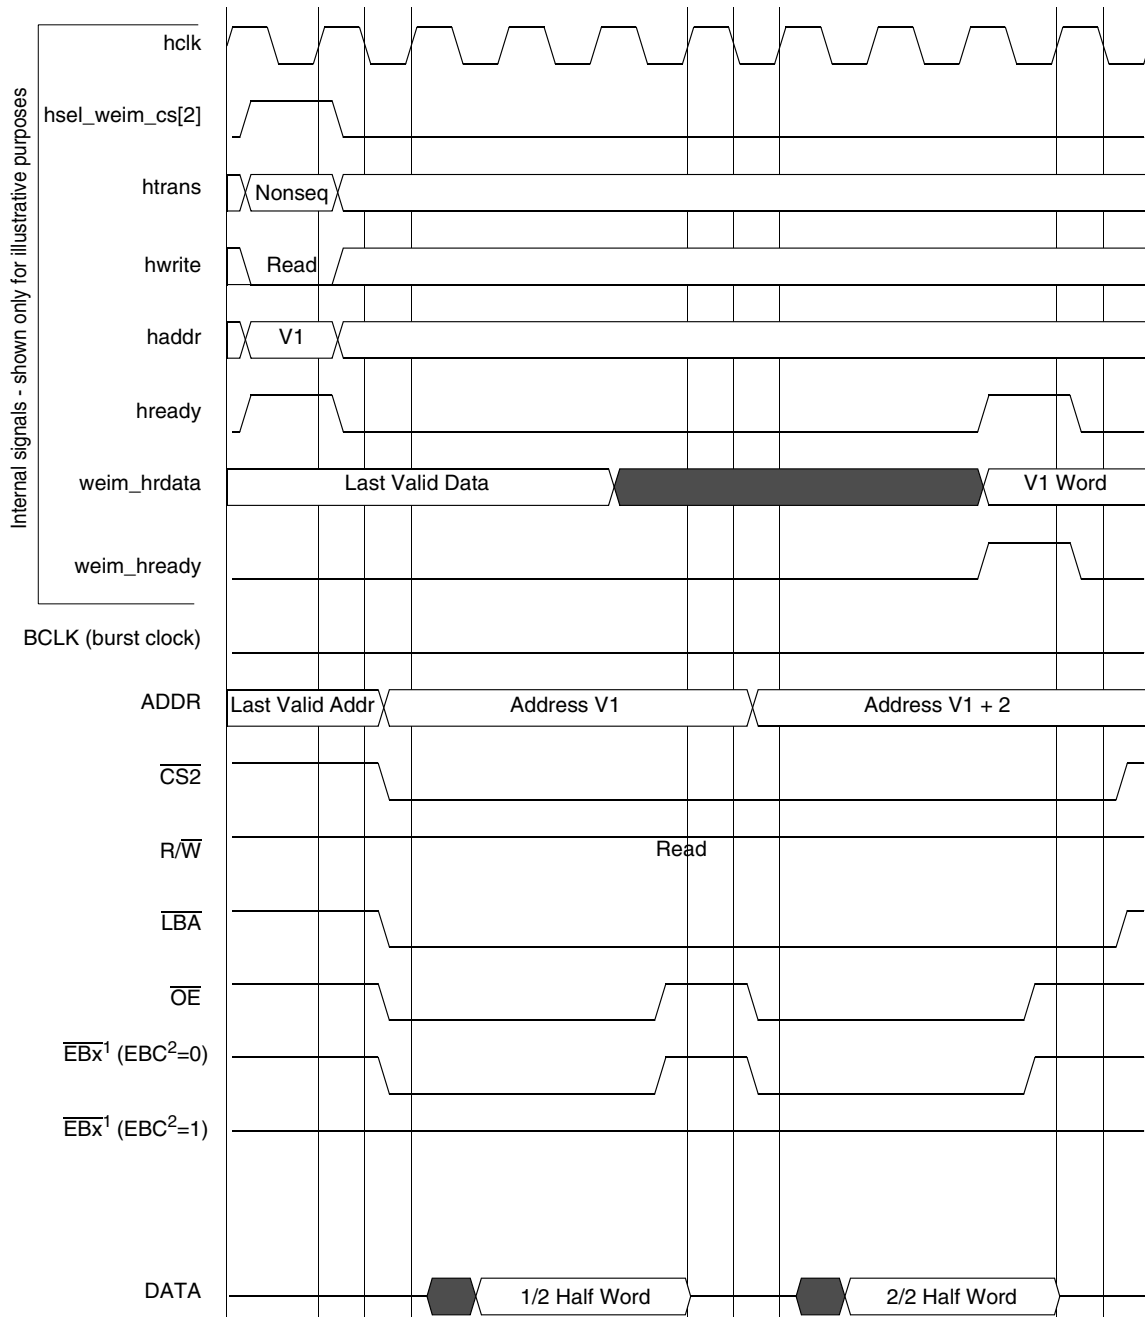 Internal signals - shown only for illustrative purposes
hclk
hsel_weim_cs[2]
htrans
Nonseq
hwrite
Read
haddr
V1
hready
weim_hrdata
Last Valid Data
V1 Word
weim_hready
BCLK (burst clock)
ADDR
Last Valid Addr
Address V1
Address V1 + 2
CS2
R/W
Read
LBA
OE
EBx¹ (EBC²=0)
EBx¹ (EBC²=1)
DATA
1/2 Half Word
2/2 Half Word